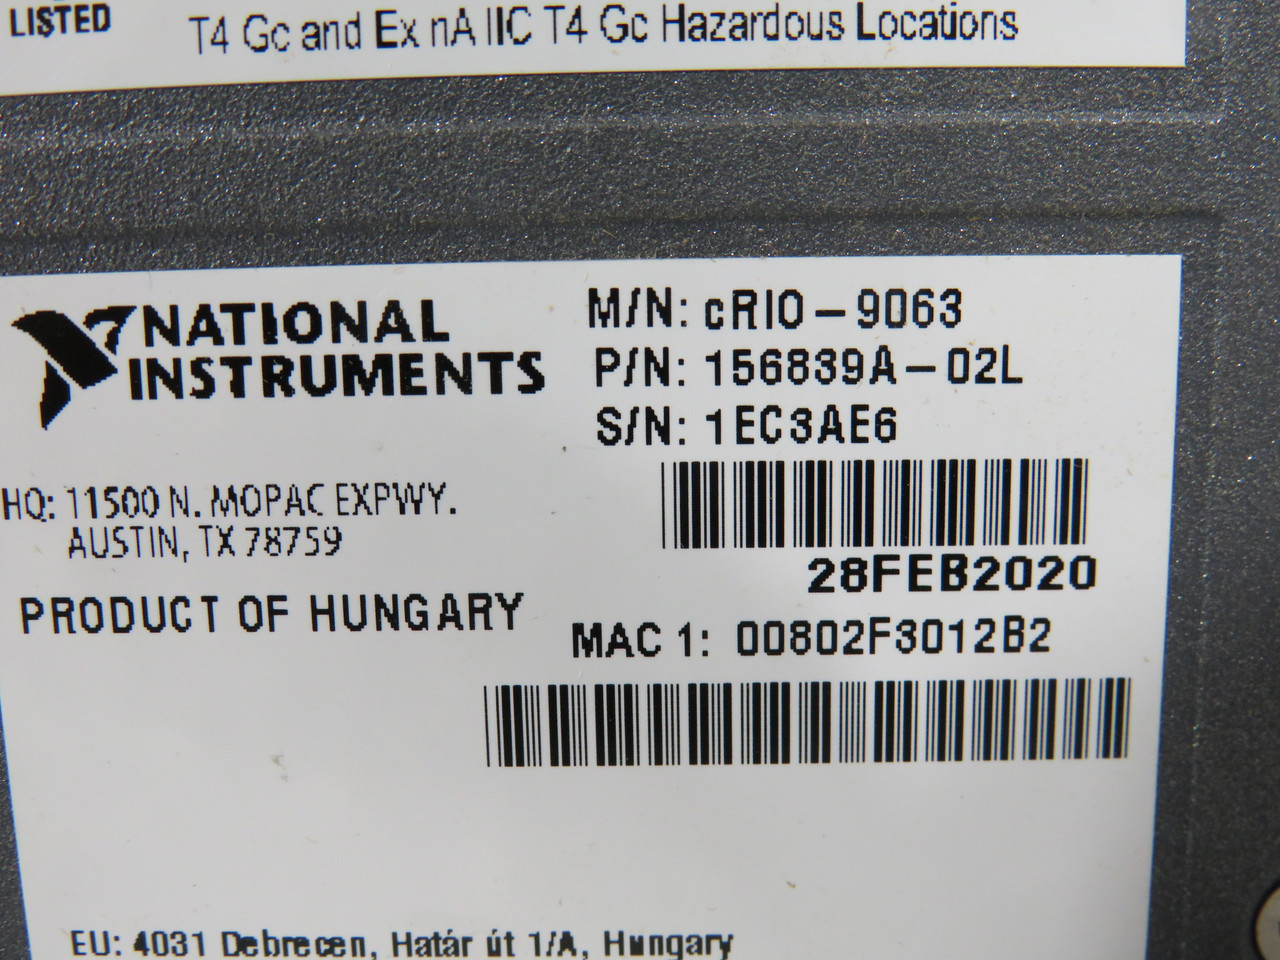 LISTED
T4 Gc and Ex nA IIC T4 Gc Hazardous Locations
NATIONAL
INSTRUMENTS
M/N: cRIO-9063
P/N: 156839A-02L
S/N: 1EC3AE6
HQ: 11500 N. MOPAC EXPWY.
AUSTIN, TX 78759
28FEB2020
PRODUCT OF HUNGARY
MAC 1: 00802F3012B2
EU: 4031 Debrecen, Határ út 1/A, Hungary